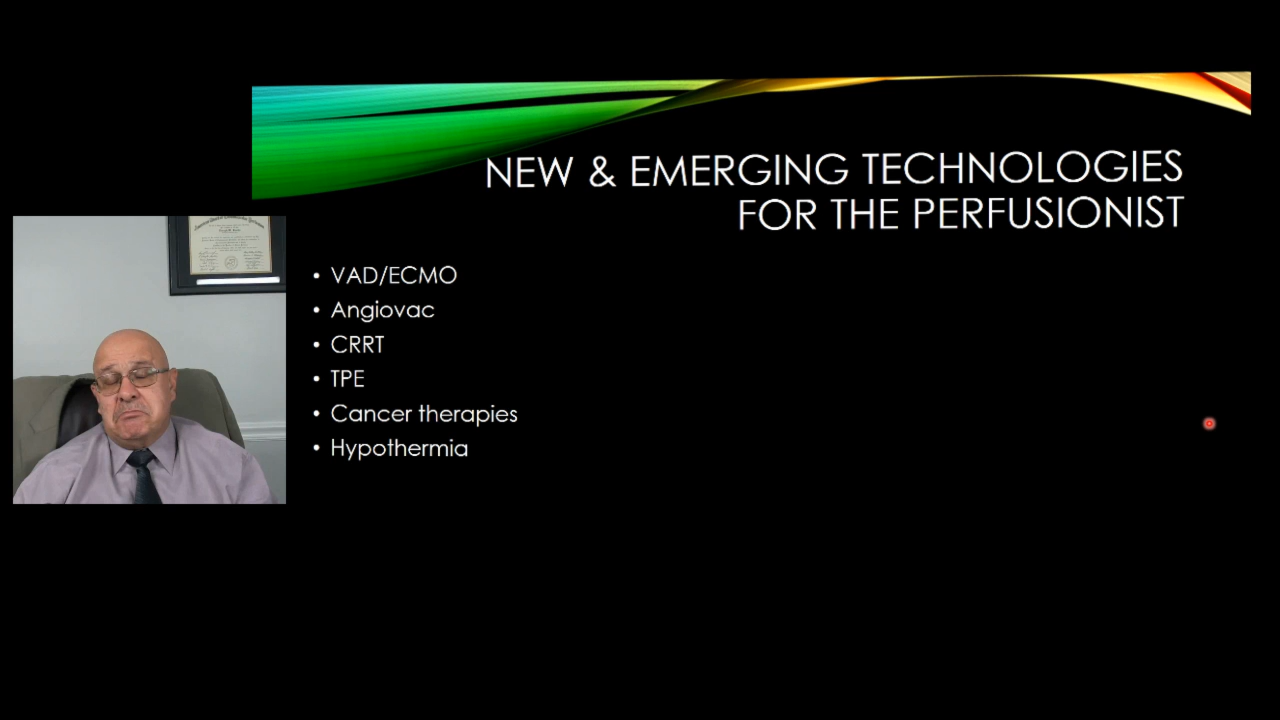 NEW & EMERGING TECHNOLOGIES
FOR THE PERFUSIONIST
• VAD/ECMO
• Angiovac
• CRRT
• TPE
• Cancer therapies
• Hypothermia